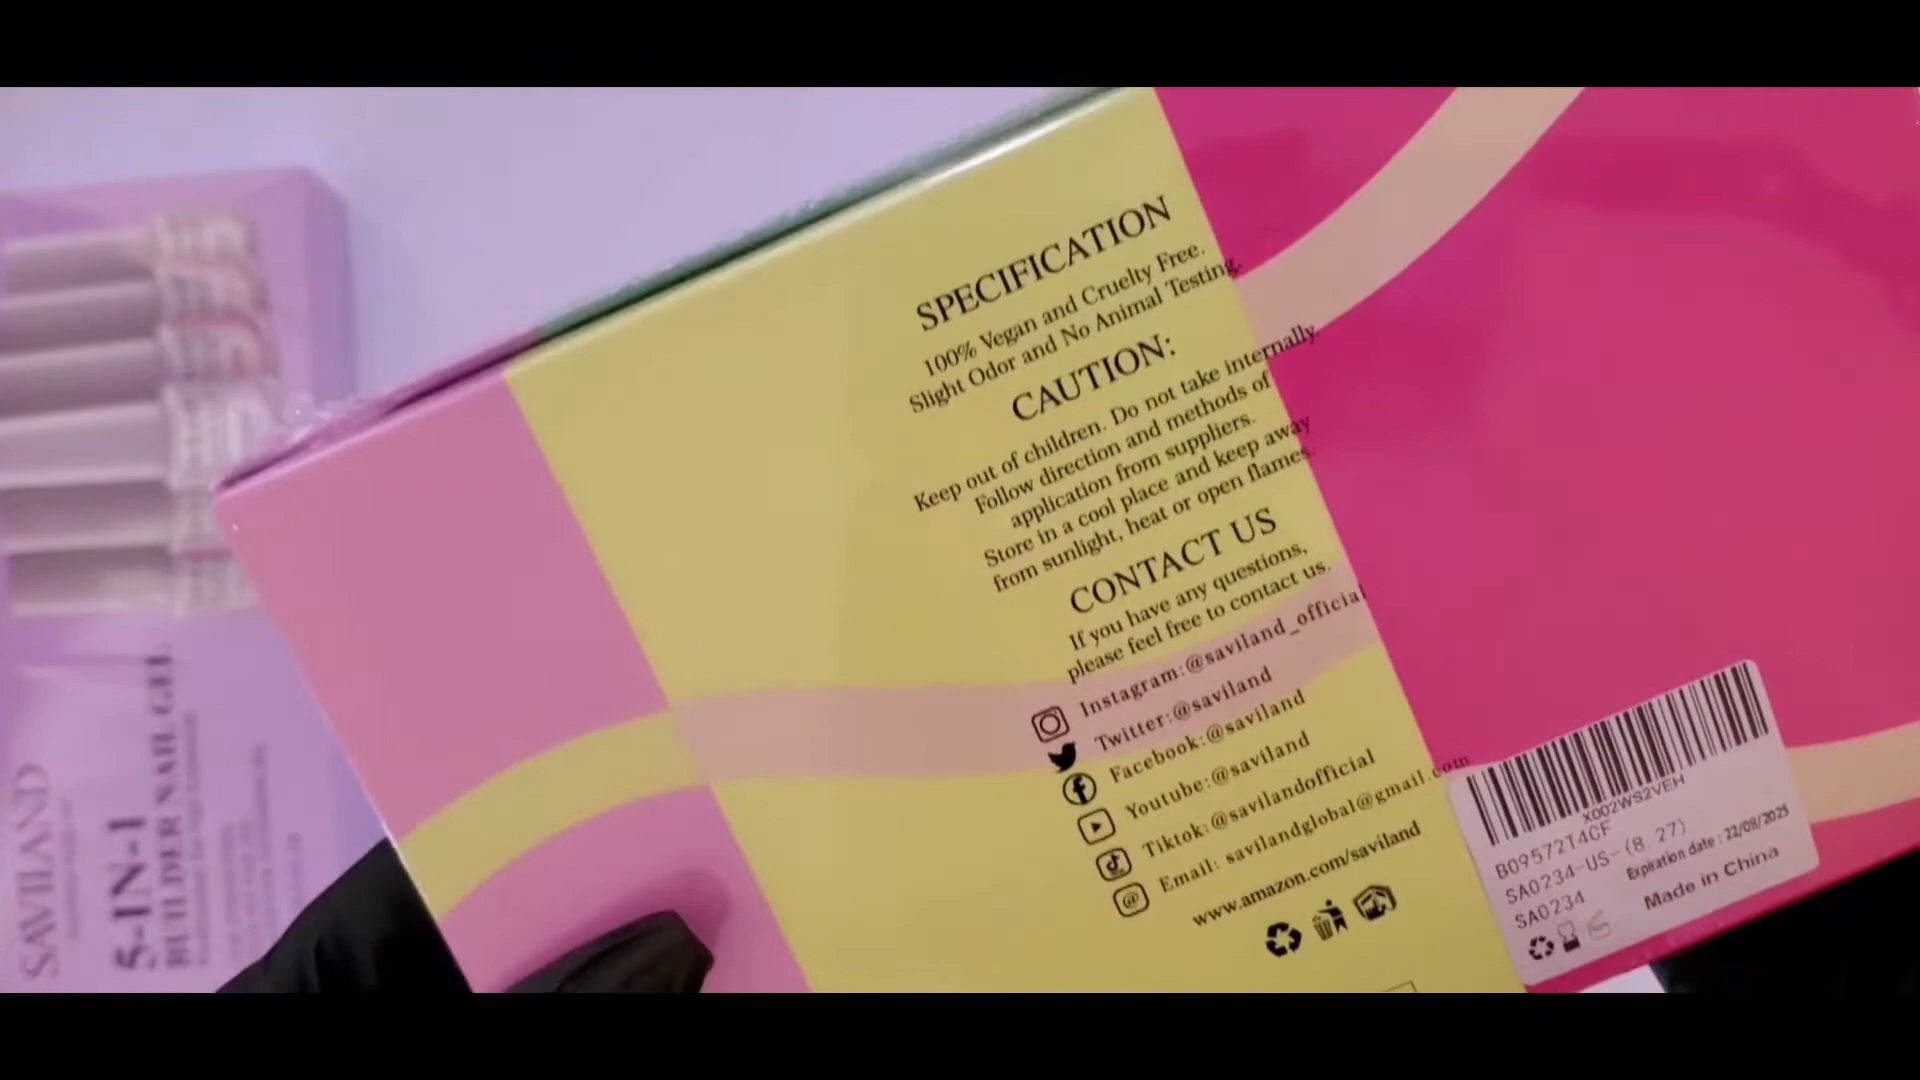 SPECIFICATION
100% Vegan and Cruelty Free.
Slight Odor and No Animal Testing.
CAUTION:
Keep out of children. Do not take internally.
Follow direction and methods of
application from suppliers.
Store in a cool place and keep away
from sunlight, heat or open flames.
CONTACT US
If you have any questions,
please feel free to contact us.
Instagram:@saviland_official
Twitter:@saviland
Facebook:@saviland
Youtube:@saviland
Tiktok:@savilandofficial
Email: savilandglobal@gmail.com
www.amazon.com/saviland
X002WS2VEH
B09572T4CF
SA0234-US-(8.27)
SA0234
Expiration date : 22/08/2025
Made in China
SAVILAND
5-IN-1
BUILDER NAIL GEL